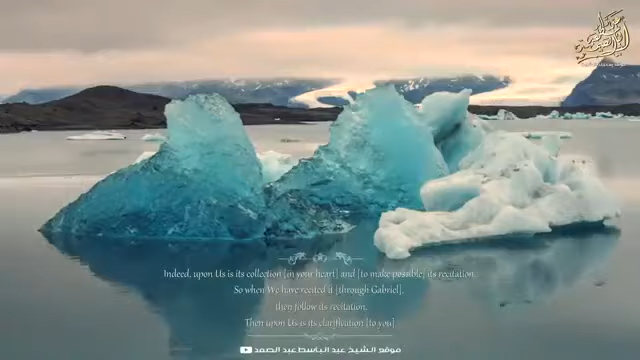 Indeed, upon Us is its collection [in your heart] and [to make possible] its recitation.
So when We have recited it [through Gabriel],
then follow its recitation.
Then upon Us is its clarification [to you]
موقع الشيخ عبد الباسط عبد الصمد